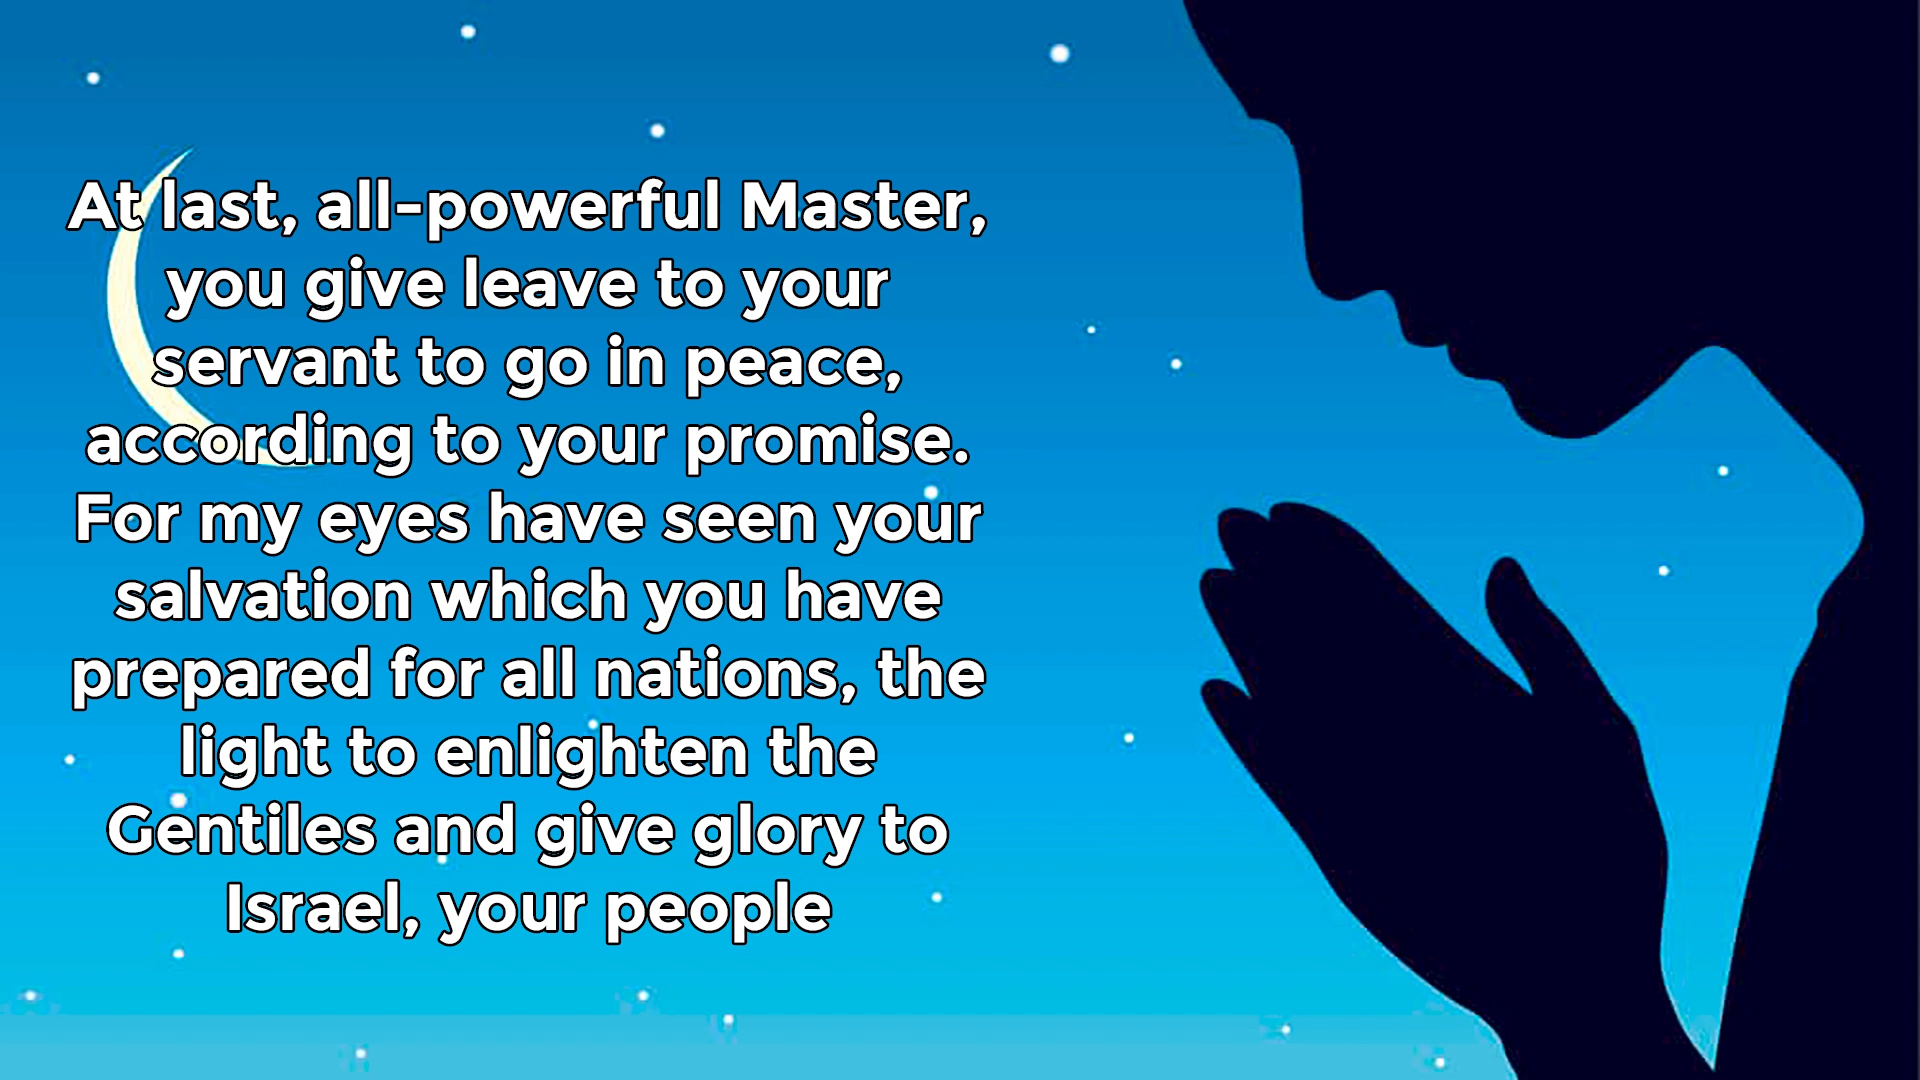 At last, all-powerful Master,
you give leave to your
servant to go in peace,
according to your promise.
For my eyes have seen your
salvation which you have
prepared for all nations, the
light to enlighten the
Gentiles and give glory to
Israel, your people